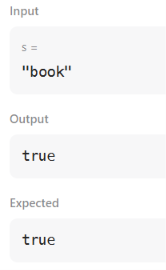 Input
s =
"book"
Output
true
Expected
true